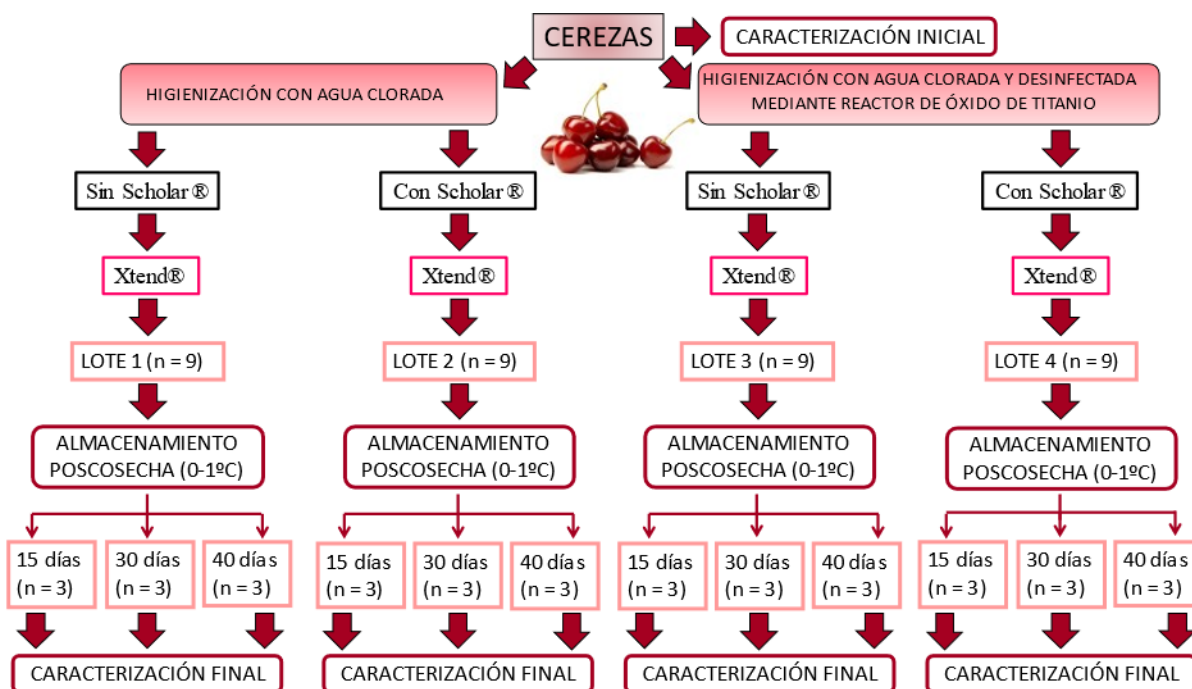 CEREZAS
CARACTERIZACIÓN INICIAL
HIGIENIZACIÓN CON AGUA CLORADA
HIGIENIZACIÓN CON AGUA CLORADA Y DESINFECTADA
MEDIANTE REACTOR DE ÓXIDO DE TITANIO
Sin Scholar®
Con Scholar®
Sin Scholar®
Con Scholar®
Xtend®
Xtend®
Xtend®
Xtend®
LOTE 1 (n = 9)
LOTE 2 (n = 9)
LOTE 3 (n = 9)
LOTE 4 (n = 9)
ALMACENAMIENTO
POSCOSECHA (0-1ºC)
ALMACENAMIENTO
POSCOSECHA (0-1ºC)
ALMACENAMIENTO
POSCOSECHA (0-1ºC)
ALMACENAMIENTO
POSCOSECHA (0-1ºC)
15 días
(n = 3)
30 días
(n = 3)
40 días
(n = 3)
15 días
(n = 3)
30 días
(n = 3)
40 días
(n = 3)
15 días
(n = 3)
30 días
(n = 3)
40 días
(n = 3)
15 días
(n = 3)
30 días
(n = 3)
40 días
(n = 3)
CARACTERIZACIÓN FINAL
CARACTERIZACIÓN FINAL
CARACTERIZACIÓN FINAL
CARACTERIZACIÓN FINAL